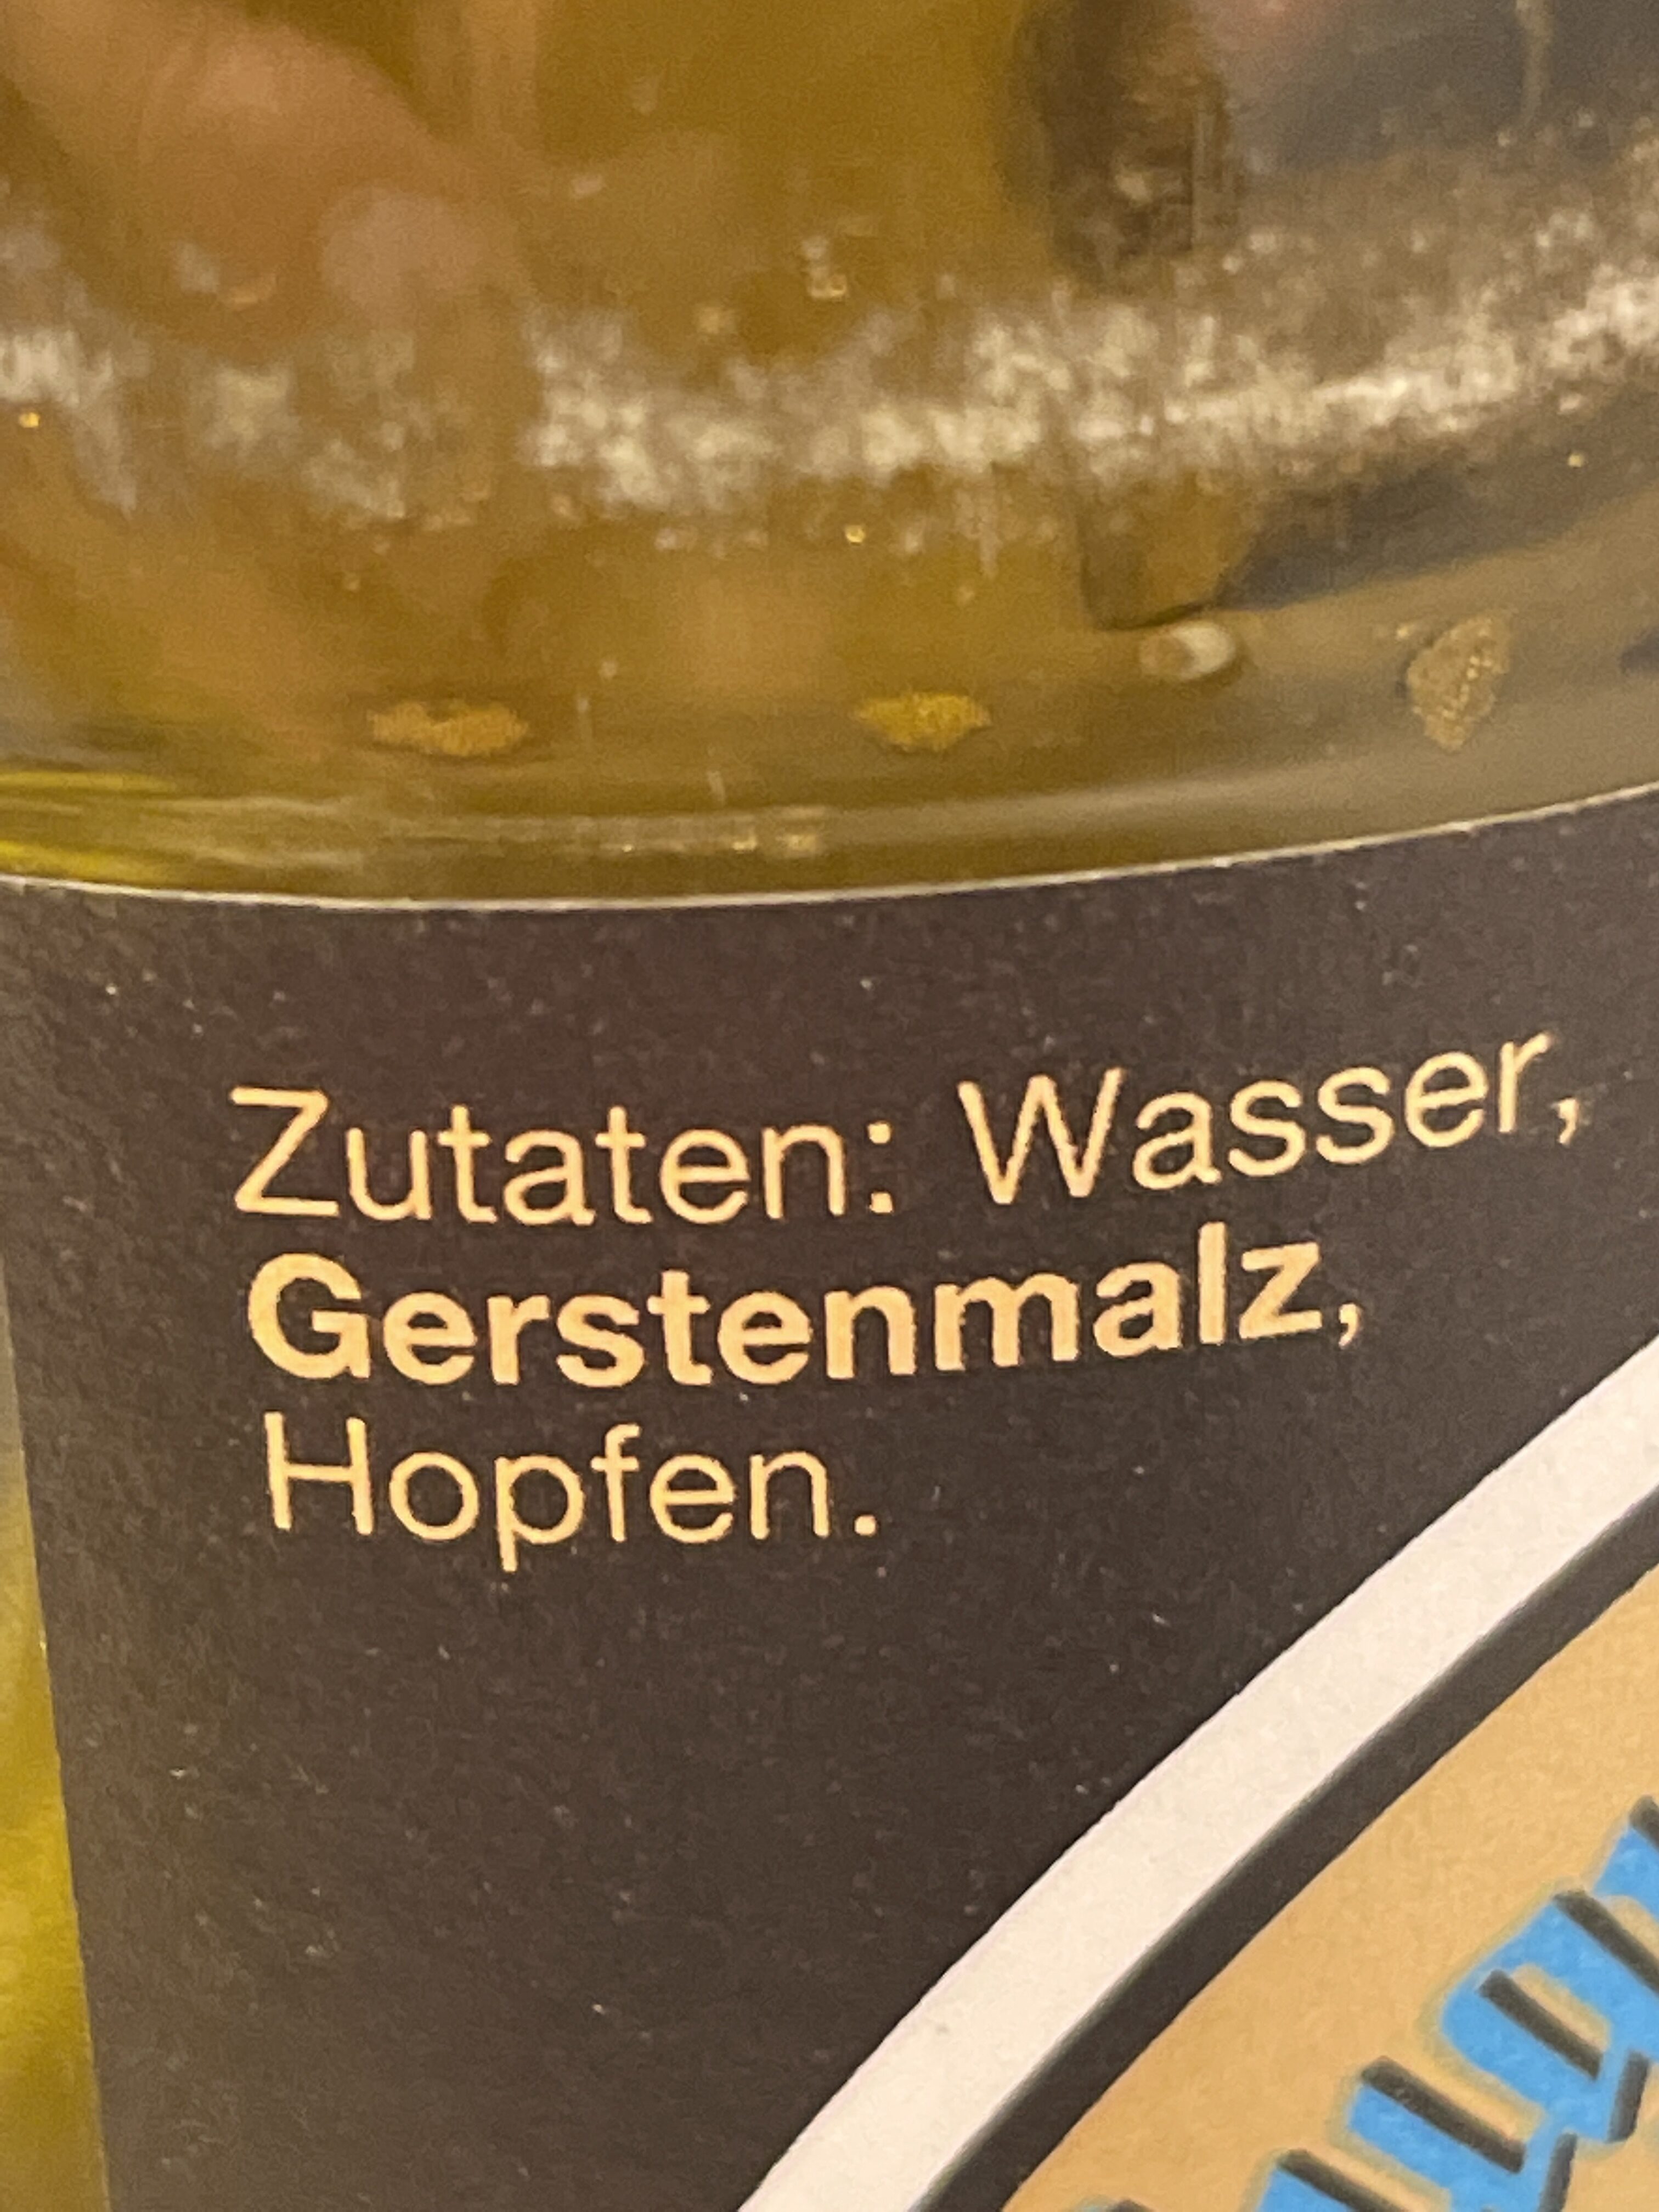 Zutaten: Wasser,
Gerstenmalz,
Hopfen.